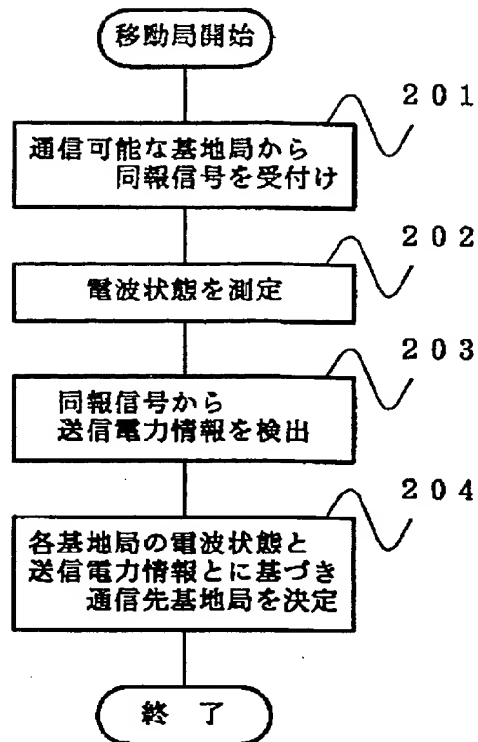 移動局開始
201
通信可能な基地局から
同報信号を受付け
202
電波状態を測定
203
同報信号から
送信電力情報を検出
204
各基地局の電波状態と
送信電力情報とに基づき
通信先基地局を決定
終 了